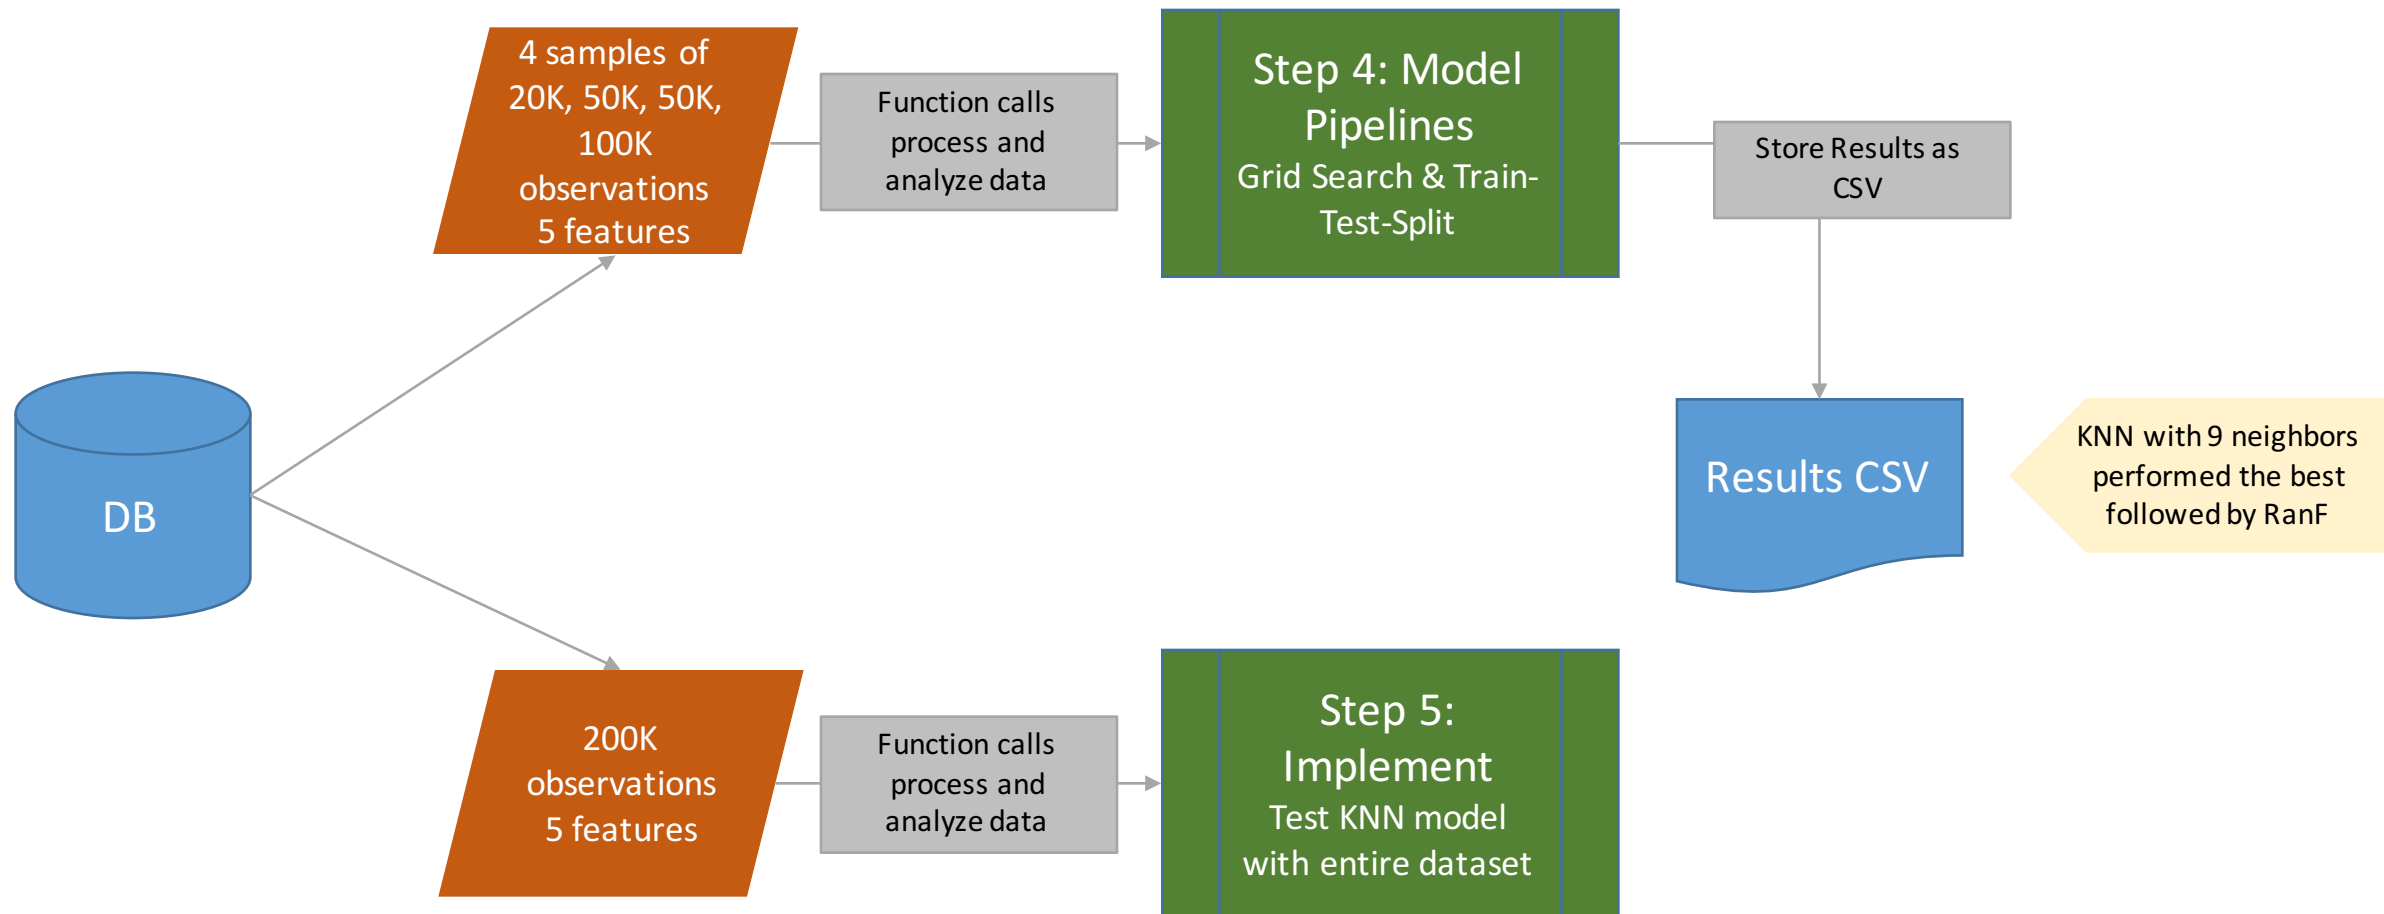 4 samples of
20K, 50K, 50K,
100K
observations
5 features
Function calls
process and
analyze data
Step 4: Model
Pipelines
Grid Search & Train-
Test-Split
Store Results as
CSV
DB
Results CSV
KNN with 9 neighbors
performed the best
followed by RanF
200K
observations
5 features
Function calls
process and
analyze data
Step 5:
Implement
Test KNN model
with entire dataset